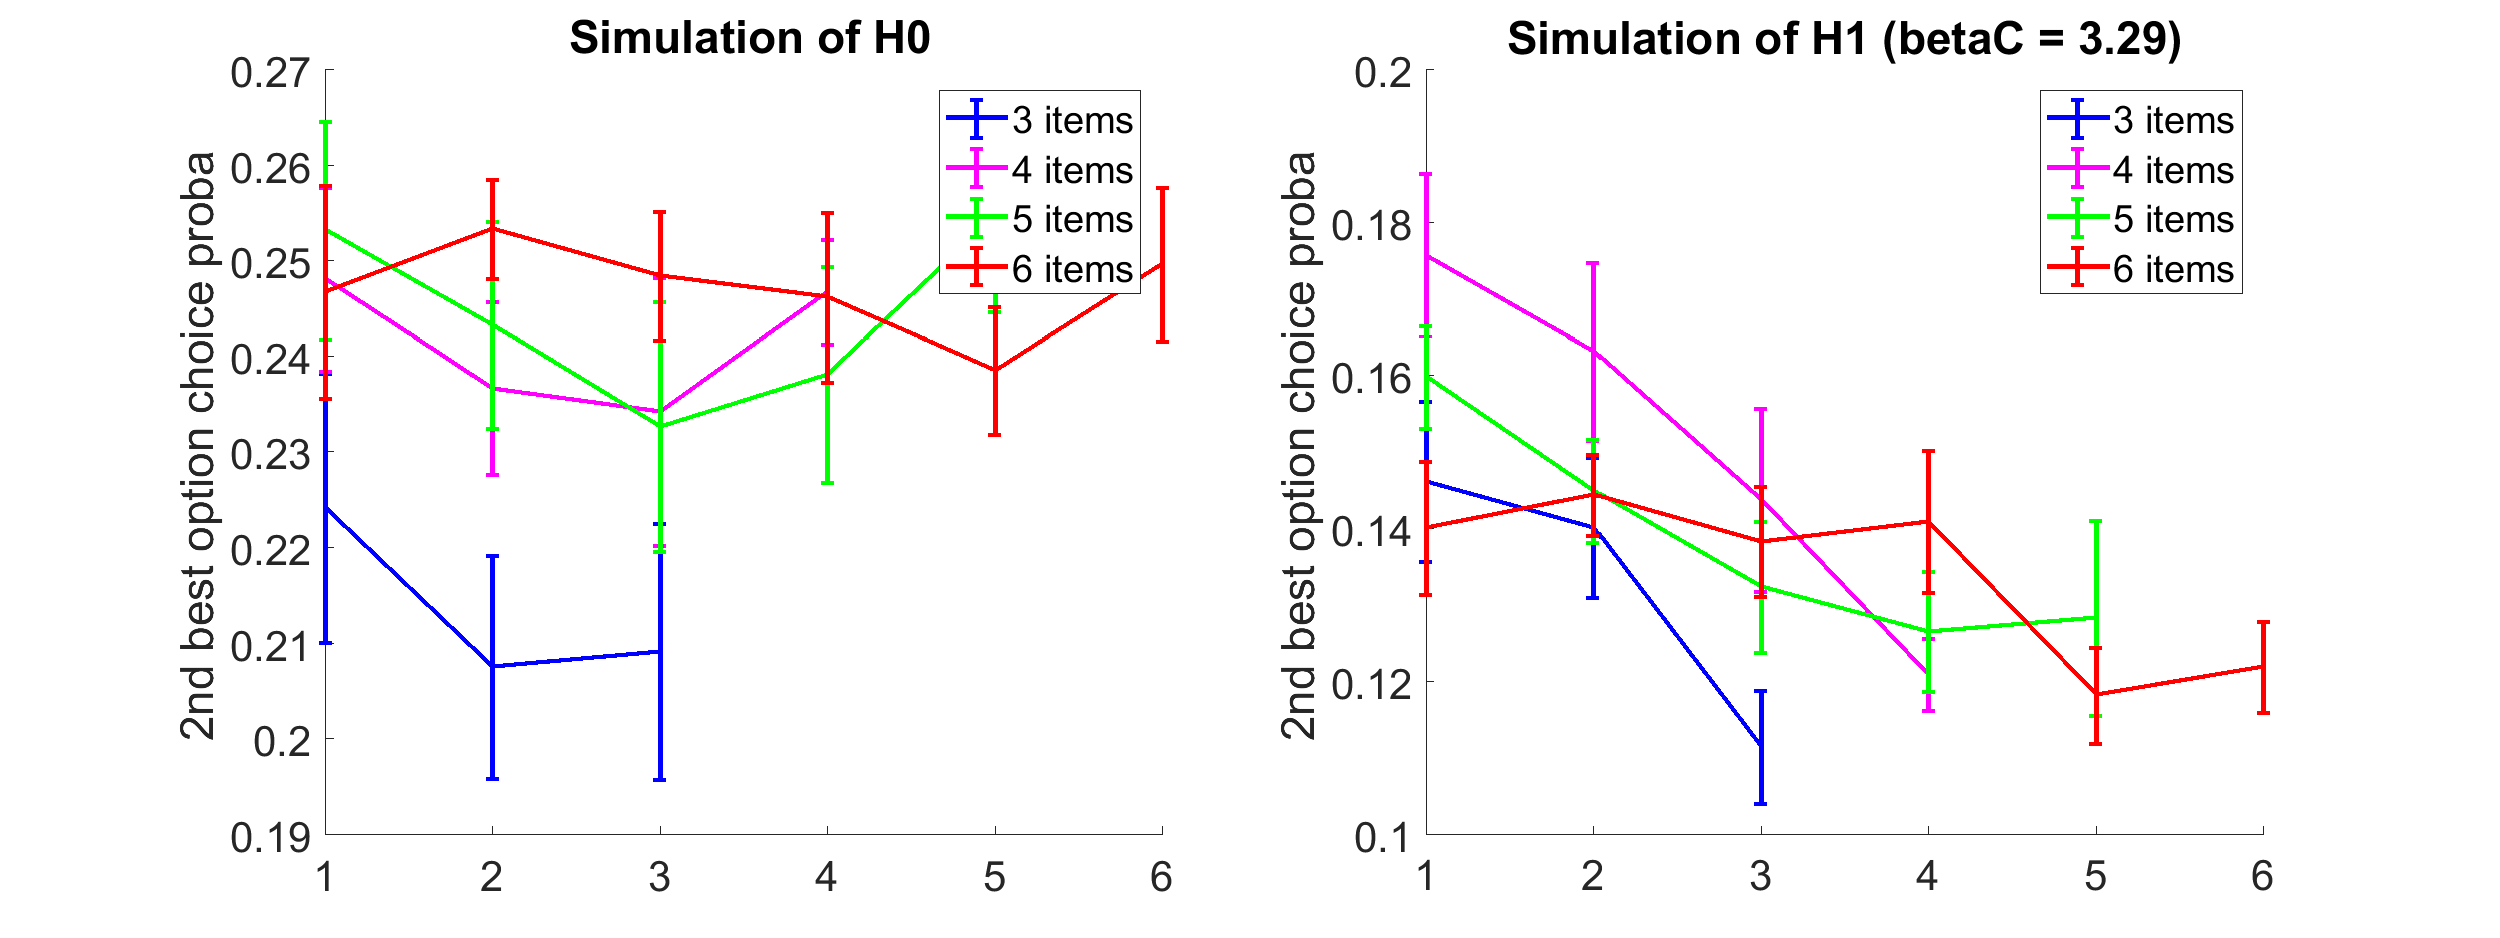 Simulation of H0
2nd best option choice proba
0.27
0.26
0.25
0.24
0.23
0.22
0.21
0.2
0.19
1 2 3 4 5 6
3 items
4 items
5 items
6 items
Simulation of H1 (betaC = 3.29)
2nd best option choice proba
0.2
0.18
0.16
0.14
0.12
0.1
1 2 3 4 5 6
3 items
4 items
5 items
6 items